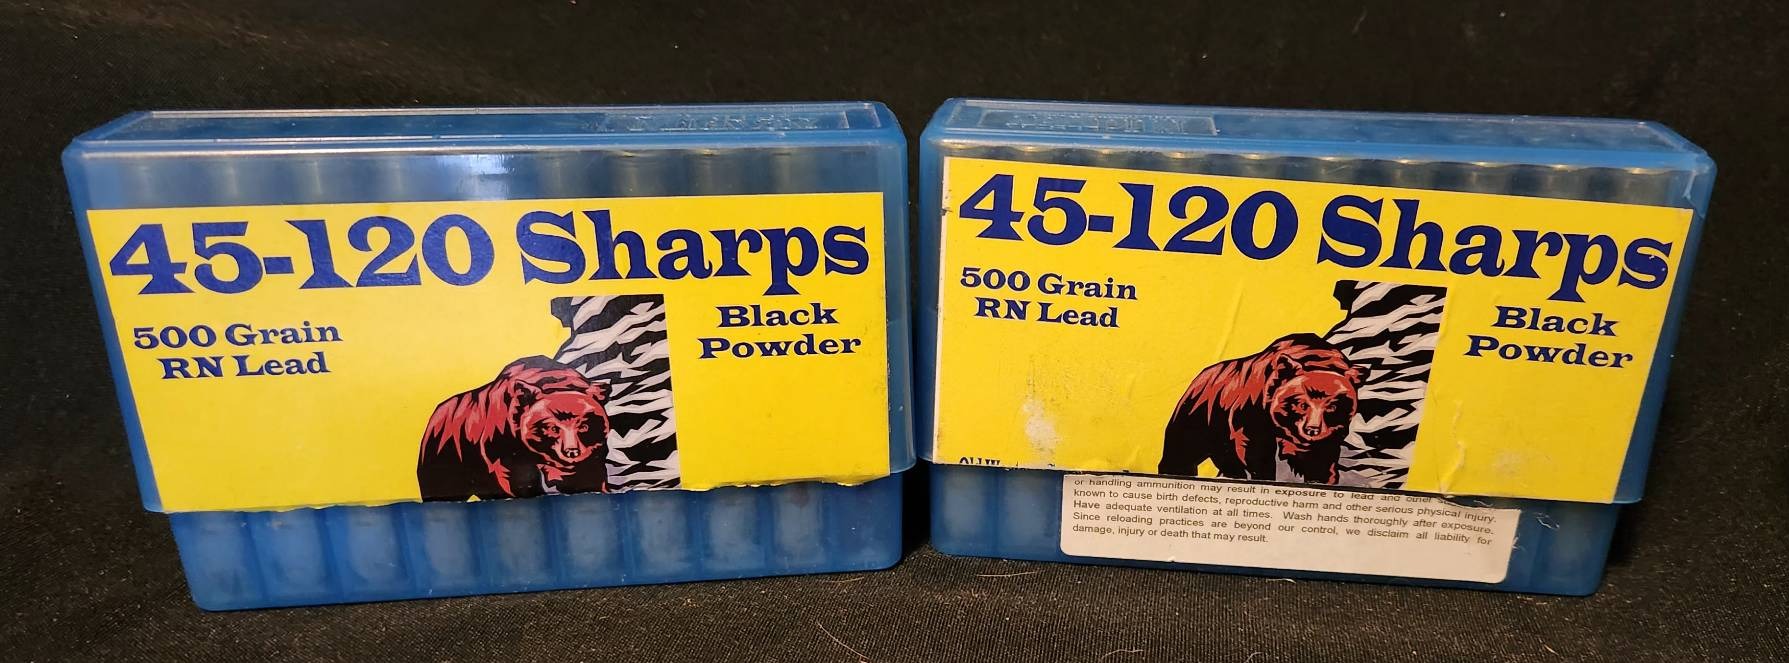 45-120 Sharps
500 Grain
RN Lead
Black
Powder
45-120 Sharps
500 Grain
RN Lead
Black
Powder
or handling ammunition may result in exposure to lead and other
known to cause birth defects, reproductive harm and other serious physical injury.
Have adequate ventilation at all times. Wash hands thoroughly after exposure.
Since reloading practices are beyond our control, we disclaim all liability for
damage, injury or death that may result.